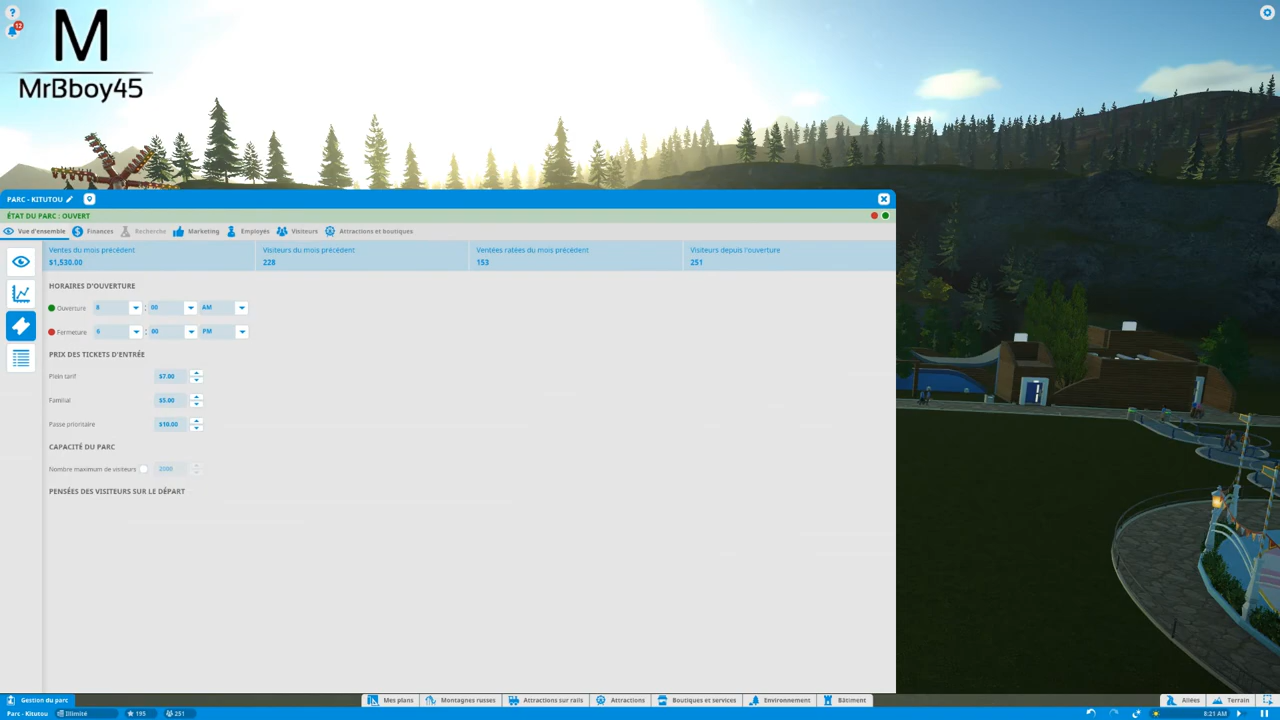 ?
12
M
MrBboy45
PARC - KITUTOU
ÉTAT DU PARC : OUVERT
Vue d'ensemble Finances Recherche Marketing Employés Visiteurs Attractions et boutiques
Ventes du mois précédent Visiteurs du mois précédent Ventées ratées du mois précédent Visiteurs depuis l'ouverture
$1,530.00 228 153 251
HORAIRES D'OUVERTURE
Ouverture 8 : 00 AM
Fermeture 6 : 00 PM
PRIX DES TICKETS D'ENTRÉE
Plein tarif $7.00
Familial $5.00
Passe prioritaire $10.00
CAPACITÉ DU PARC
Nombre maximum de visiteurs 2000
PENSÉES DES VISITEURS SUR LE DÉPART
Gestion du parc Mes plans Montagnes russes Attractions sur rails Attractions Boutiques et services Environnement Bâtiment Allées Terrain
Parc - Kitutou Illimité 195 251 8:21 AM